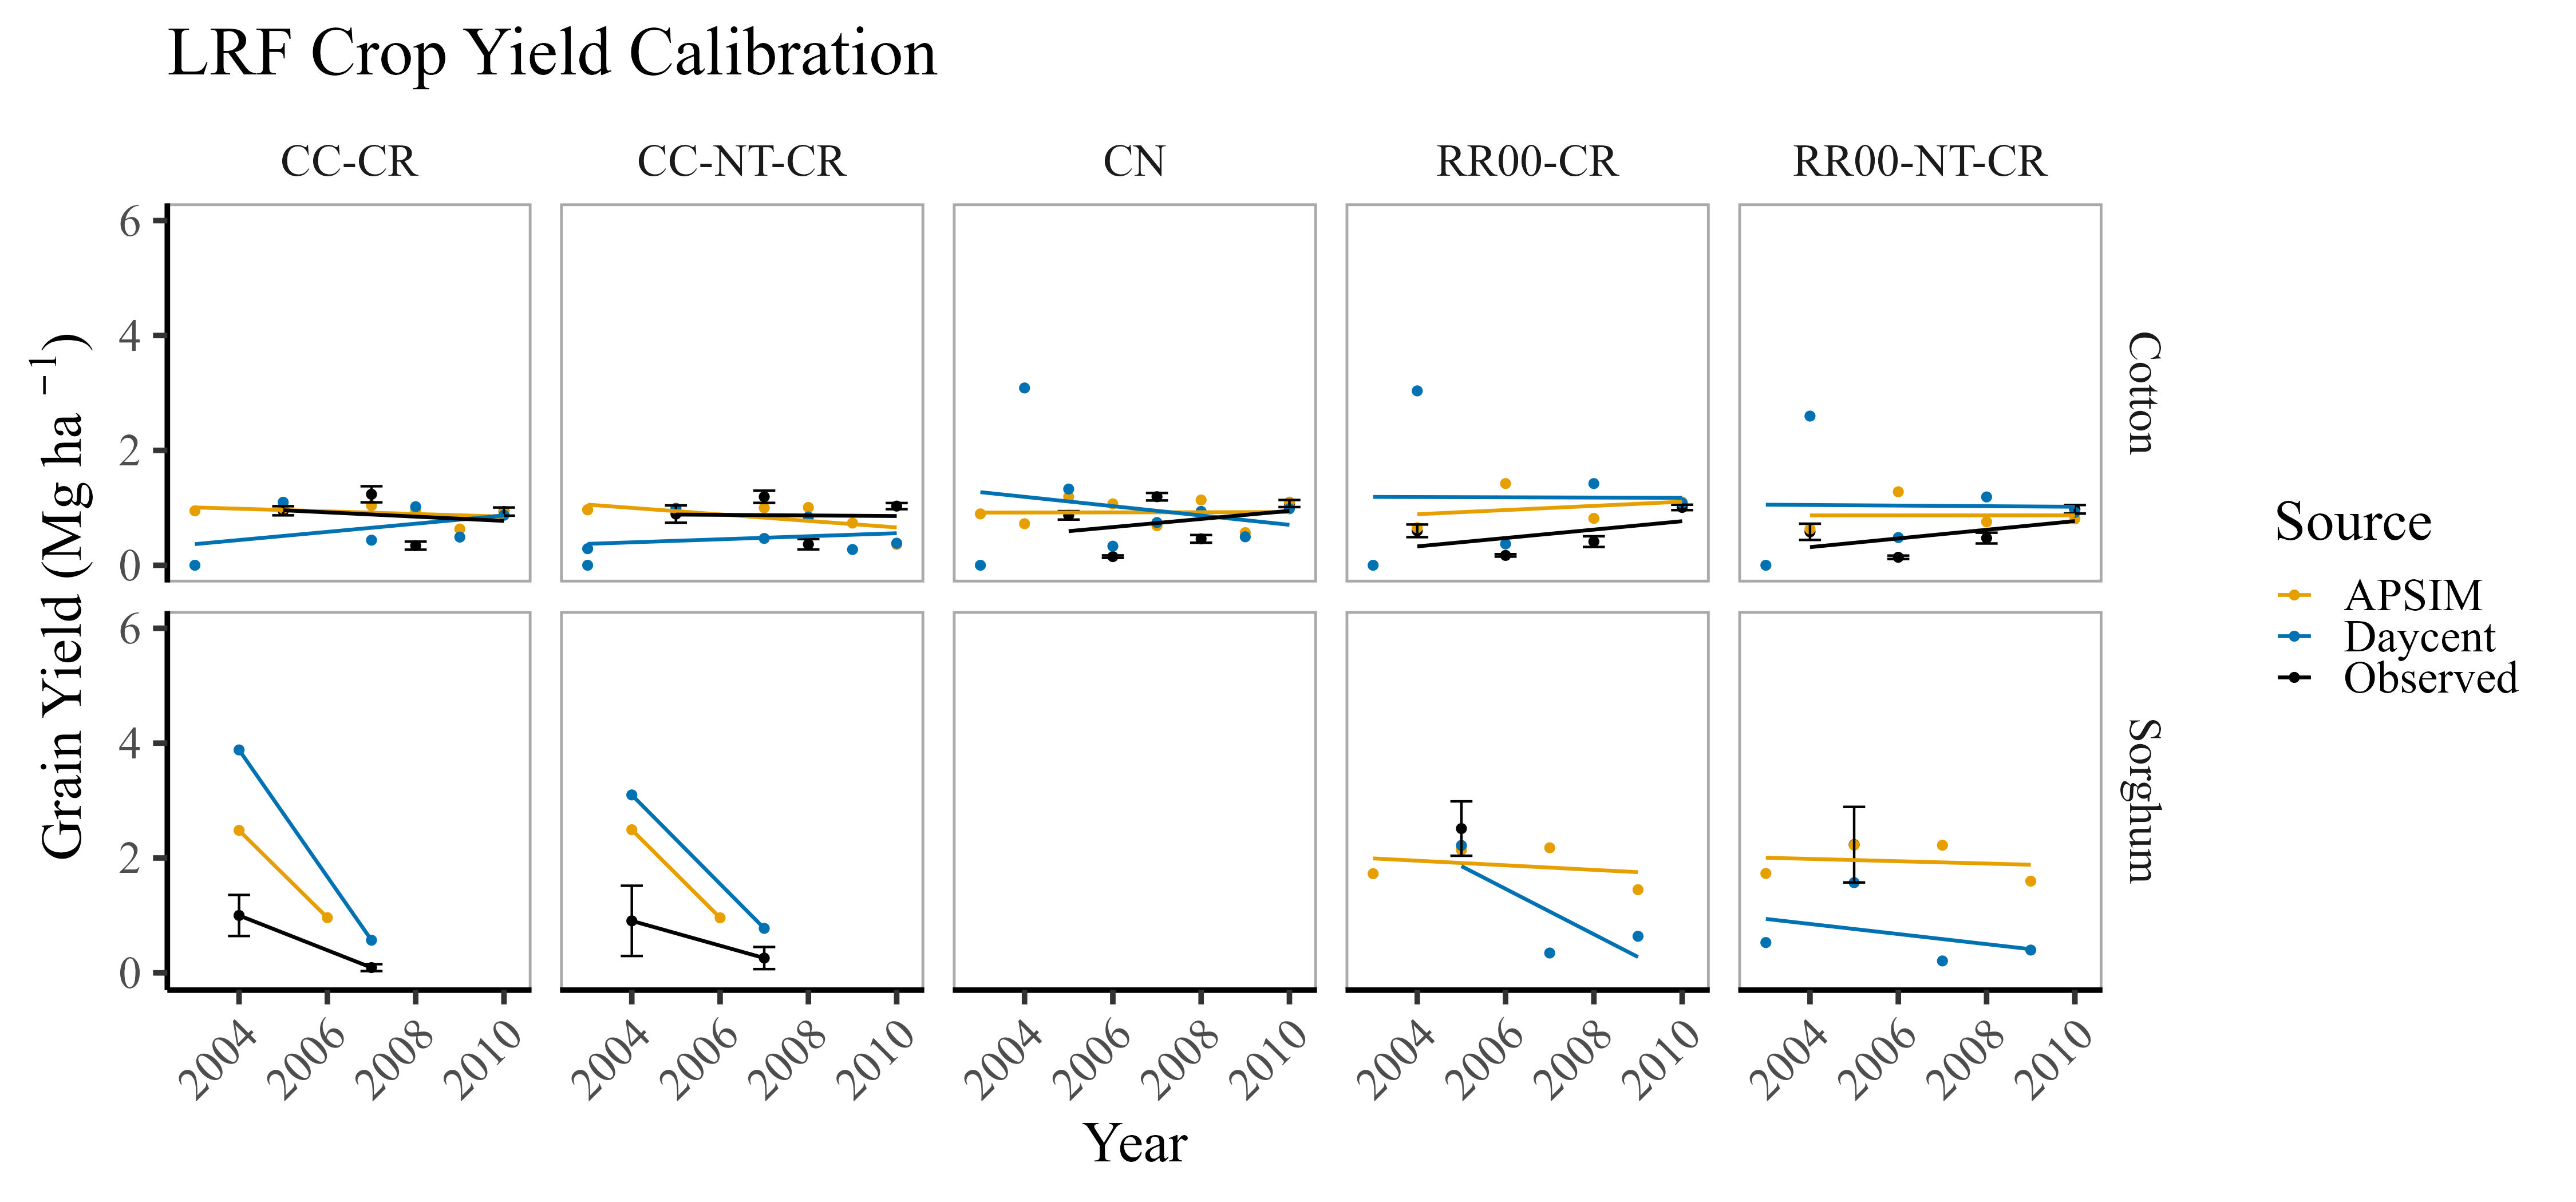 LRF Crop Yield Calibration
CC-CR
CC-NT-CR
CN
RR00-CR
RR00-NT-CR
Grain Yield (Mg ha ⁻¹)
6
4
2
0
Cotton
6
4
2
0
Sorghum
2004
2006
2008
2010
2004
2006
2008
2010
2004
2006
2008
2010
2004
2006
2008
2010
2004
2006
2008
2010
Year
Source
APSIM
Daycent
Observed